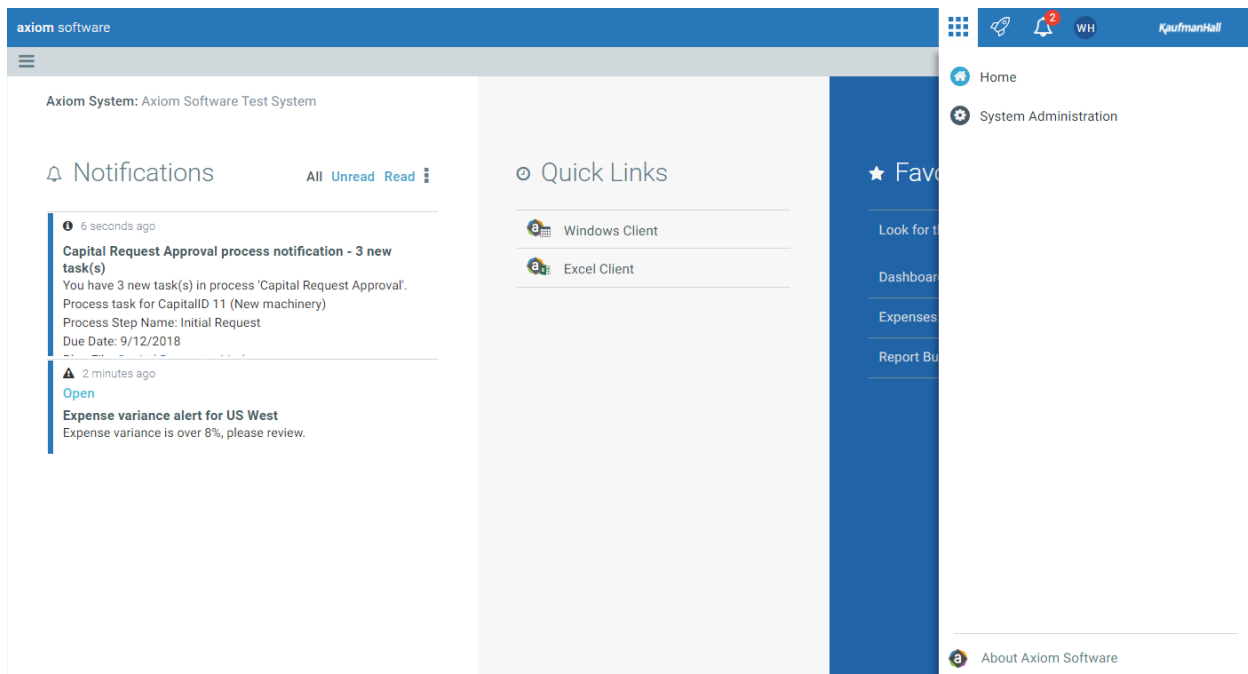 axiom software
2
WH
KaufmanHall
Axiom System: Axiom Software Test System
Notifications
All Unread Read
6 seconds ago
Capital Request Approval process notification - 3 new
task(s)
You have 3 new task(s) in process 'Capital Request Approval'.
Process task for CapitalID 11 (New machinery)
Process Step Name: Initial Request
Due Date: 9/12/2018
2 minutes ago
Open
Expense variance alert for US West
Expense variance is over 8%, please review.
Quick Links
Windows Client
Excel Client
Favo
Look for t
Dashboar
Expenses
Report Bu
Home
System Administration
About Axiom Software